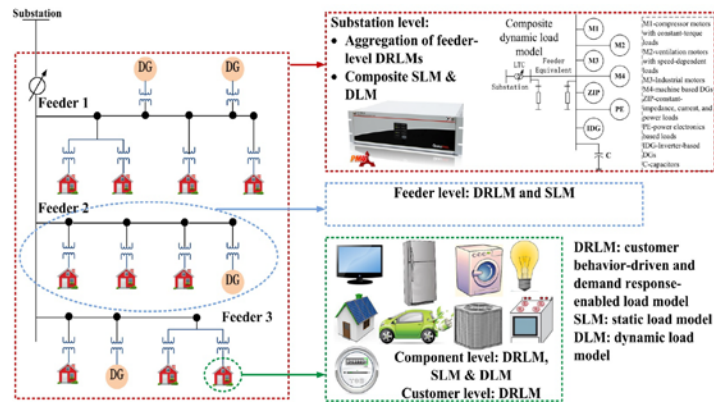 Substation
DG
DG
Feeder 1
Feeder 2
DG
Feeder 3
DG
Substation level:
• Aggregation of feeder-
level DRLMs
• Composite SLM &
DLM
Composite
dynamic load
model
LTC
Feeder
Equivalent
Substation
M1
M2
M3
M4
ZIP
PE
IDG
C
M1-compressor motors
with constant-torque
loads
M2-ventilation motors
with speed-dependent
loads
M3-Industrial motors
M4-machine based DGs
ZIP-constant-
impedance, current, and
power loads
PE-power electronics
based loads
IDG-Inverter-based
DGs
C-capacitors
Feeder level: DRLM and SLM
Component level: DRLM,
SLM & DLM
Customer level: DRLM
DRLM: customer
behavior-driven and
demand response-
enabled load model
SLM: static load model
DLM: dynamic load
model